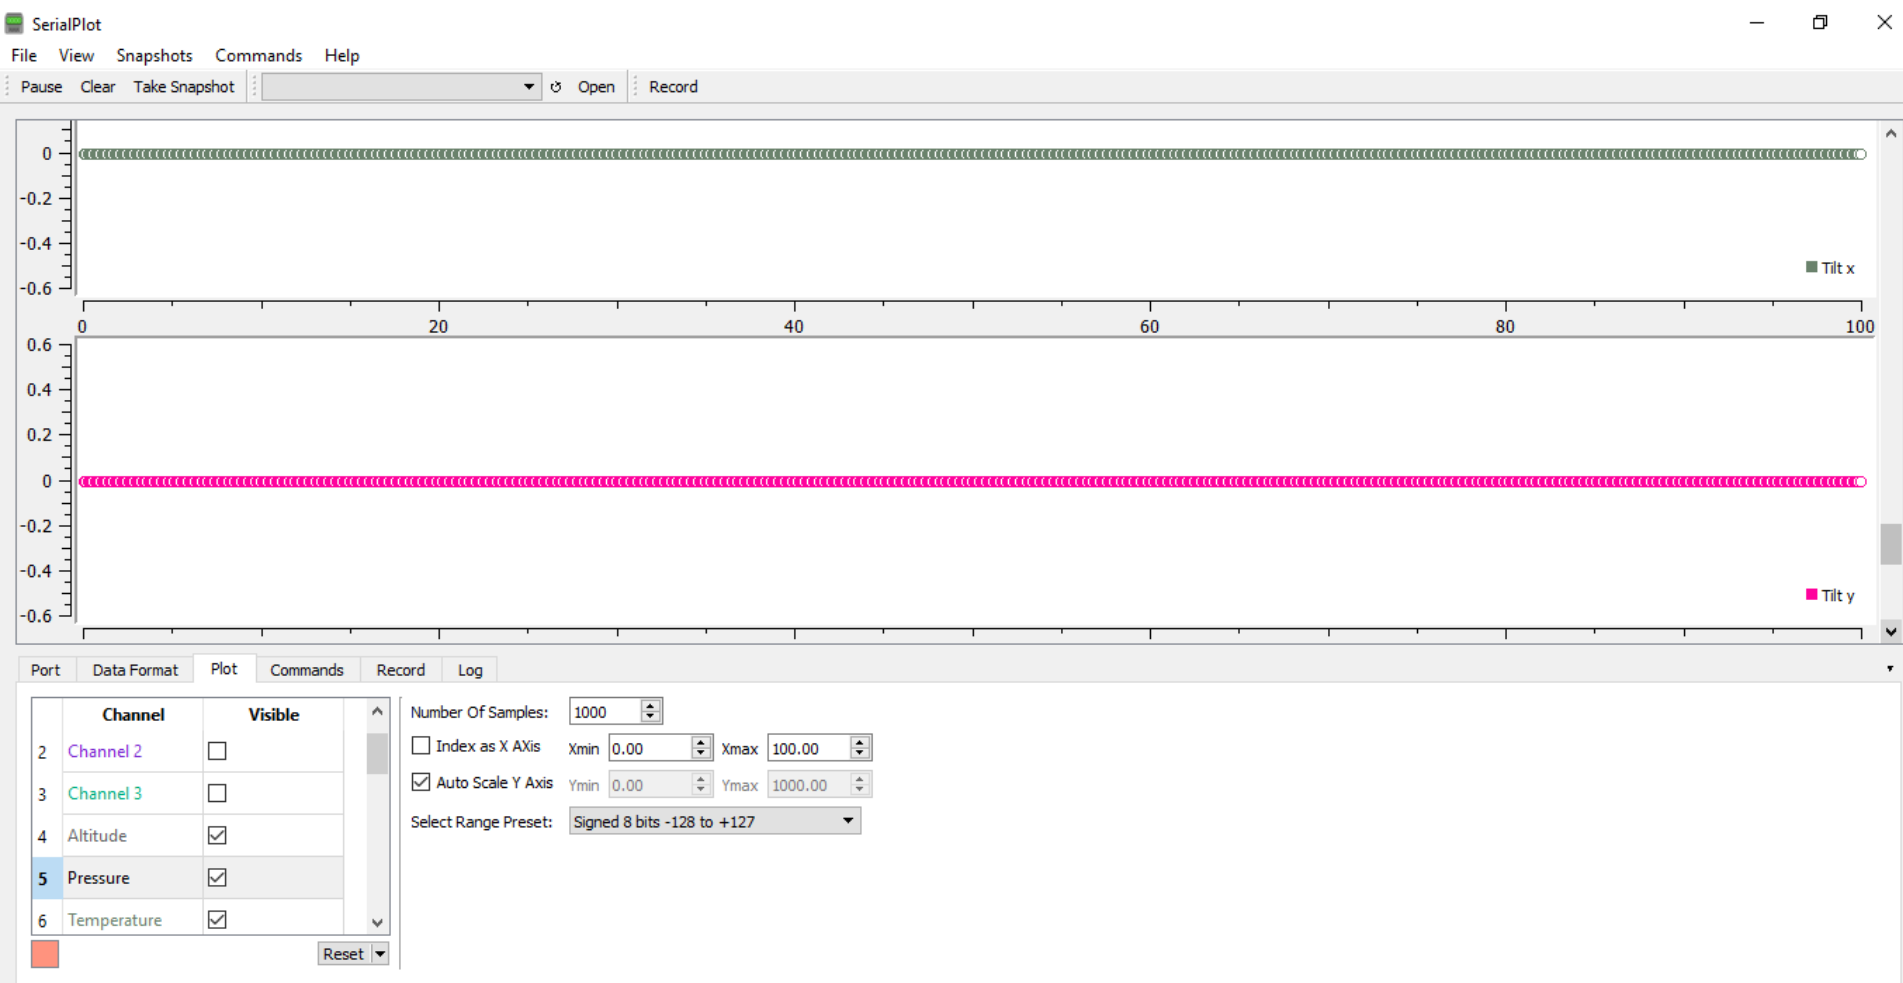 SerialPlot
File View Snapshots Commands Help
Pause Clear Take Snapshot Open Record
0
-0.2
-0.4
-0.6
Tilt x
0 20 40 60 80 100
0.6
0.4
0.2
0
-0.2
-0.4
-0.6
Tilt y
Port Data Format Plot Commands Record Log
Channel Visible
2 Channel 2
3 Channel 3
4 Altitude
5 Pressure
6 Temperature
Reset
Number Of Samples: 1000
Index as X AXis Xmin 0.00 Xmax 100.00
Auto Scale Y Axis Ymin 0.00 Ymax 1000.00
Select Range Preset: Signed 8 bits -128 to +127